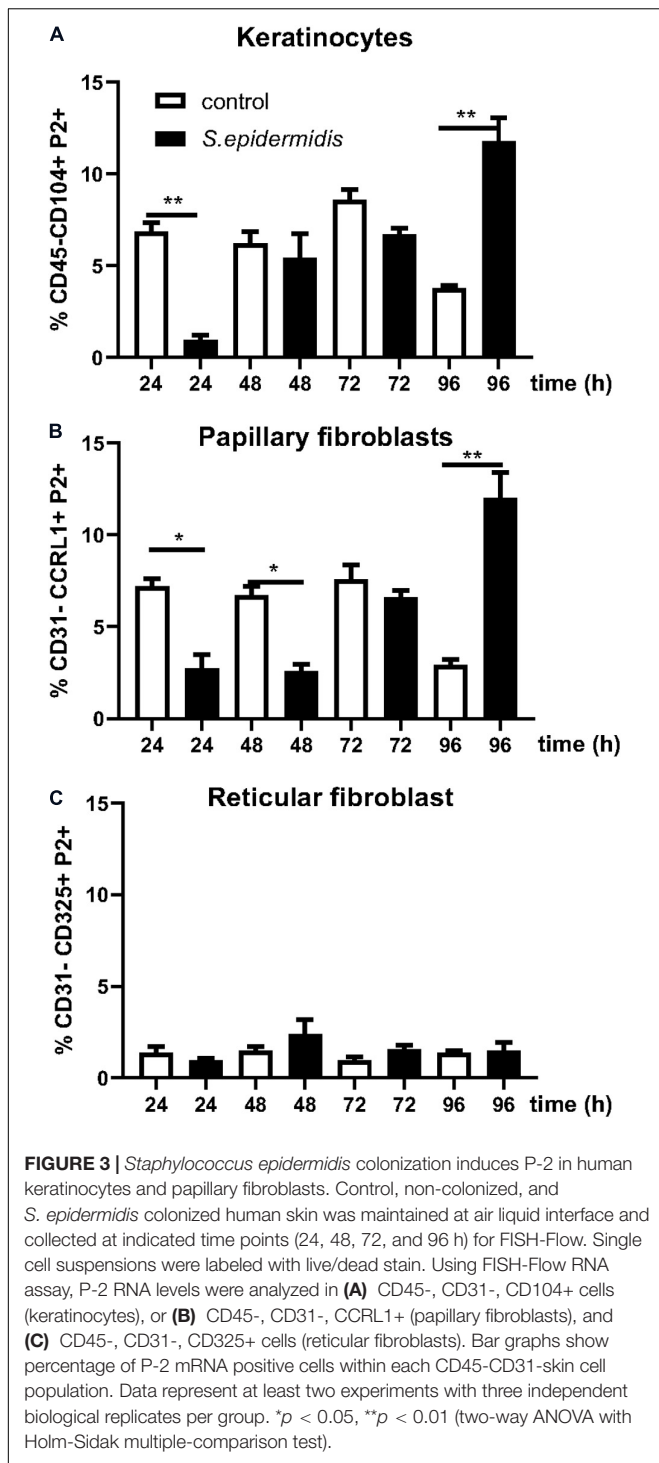 A
Keratinocytes
% CD45-CD104+ P2+
15
10
5
0
control
S.epidermidis
**
**
24 24 48 48 72 72 96 96 time (h)
B
Papillary fibroblasts
% CD31- CCRL1+ P2+
15
10
5
0
*
*
**
24 24 48 48 72 72 96 96 time (h)
C
Reticular fibroblast
% CD31- CD325+ P2+
15
10
5
0
24 24 48 48 72 72 96 96 time (h)
FIGURE 3 | Staphylococcus epidermidis colonization induces P-2 in human
keratinocytes and papillary fibroblasts. Control, non-colonized, and
S. epidermidis colonized human skin was maintained at air liquid interface and
collected at indicated time points (24, 48, 72, and 96 h) for FISH-Flow. Single
cell suspensions were labeled with live/dead stain. Using FISH-Flow RNA
assay, P-2 RNA levels were analyzed in (A) CD45-, CD31-, CD104+ cells
(keratinocytes), or (B) CD45-, CD31-, CCRL1+ (papillary fibroblasts), and
(C) CD45-, CD31-, CD325+ cells (reticular fibroblasts). Bar graphs show
percentage of P-2 mRNA positive cells within each CD45-CD31-skin cell
population. Data represent at least two experiments with three independent
biological replicates per group. *p < 0.05, **p < 0.01 (two-way ANOVA with
Holm-Sidak multiple-comparison test).